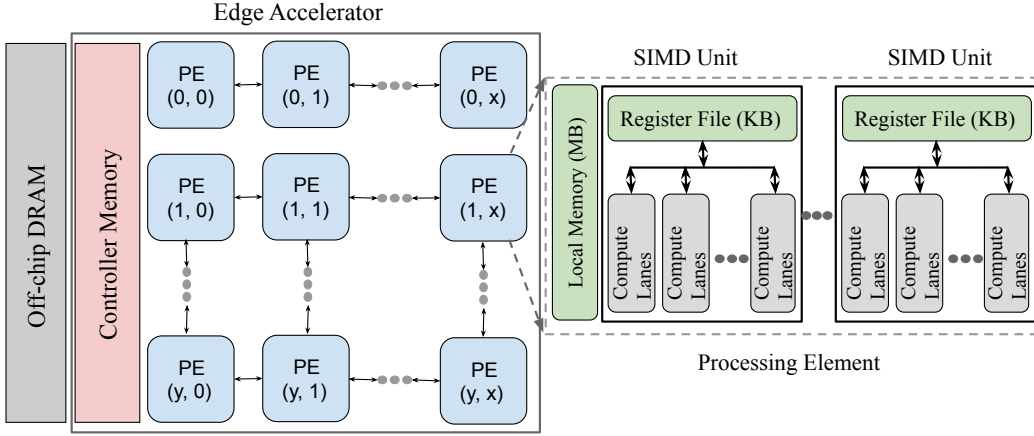 Edge Accelerator
Off-chip DRAM
Controller Memory
PE
(0, 0)
PE
(0, 1)
PE
(0, x)
PE
(1, 0)
PE
(1, 1)
PE
(1, x)
PE
(y, 0)
PE
(y, 1)
PE
(y, x)
SIMD Unit
SIMD Unit
Local Memory (MB)
Register File (KB)
Compute
Lanes
Compute
Lanes
Compute
Lanes
Register File (KB)
Compute
Lanes
Compute
Lanes
Compute
Lanes
Processing Element